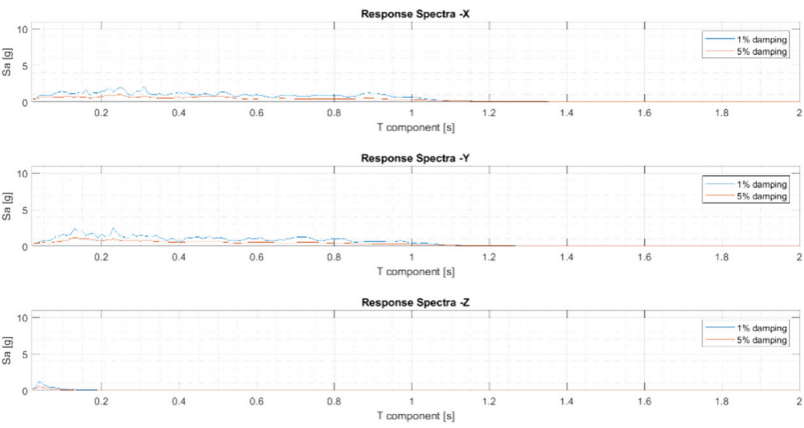 Response Spectra -X
10
5
0
Sa [g]
1% damping
5% damping
0.2 0.4 0.6 0.8 1 1.2 1.4 1.6 1.8 2
T component [s]
Response Spectra -Y
10
5
0
Sa [g]
1% damping
5% damping
0.2 0.4 0.6 0.8 1 1.2 1.4 1.6 1.8 2
T component [s]
Response Spectra -Z
10
5
0
Sa [g]
1% damping
5% damping
0.2 0.4 0.6 0.8 1 1.2 1.4 1.6 1.8 2
T component [s]